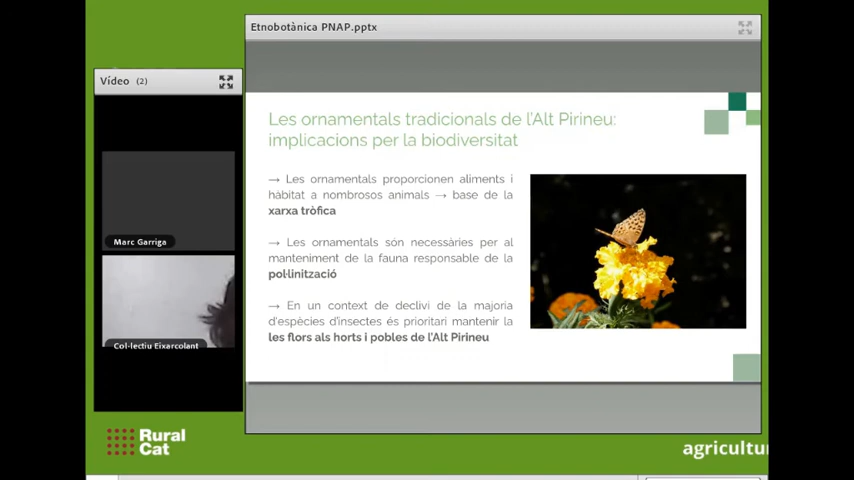 Etnobotànica PNAP.pptx
Vídeo (2)
Les ornamentals tradicionals de l'Alt Pirineu:
implicacions per la biodiversitat
→ Les ornamentals proporcionen aliments i
hàbitat a nombrosos animals → base de la
xarxa tròfica
Marc Garriga
→ Les ornamentals són necessàries per al
manteniment de la fauna responsable de la
pol·linització
→ En un context de declivi de la majoria
d'espècies d'insectes és prioritari mantenir la
les flors als horts i pobles de l'Alt Pirineu
Col·lectiu Eixarcolant
Rural
Cat
agricultur